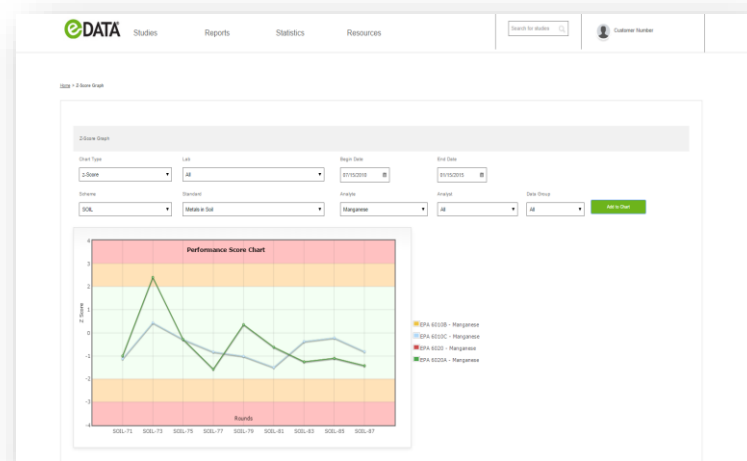 eDATA Studies Reports Statistics Resources Search for studies Customer Number
Home > Z-Score Graph
Z-Score Graph
Chart Type Lab Begin Date End Date
z-Score All 07/15/2015 01/15/2015
Scheme Standard Analyte Analyst Data Group
SOIL Metals in Soil Manganese All All Add to Chart
Performance Score Chart
4
3
2
1
0
-1
-2
-3
-4
Z Score
Rounds
SOIL-71 SOIL-73 SOIL-75 SOIL-77 SOIL-79 SOIL-81 SOIL-83 SOIL-85 SOIL-87
EPA 6010B - Manganese
EPA 6010C - Manganese
EPA 6020 - Manganese
EPA 6020A - Manganese